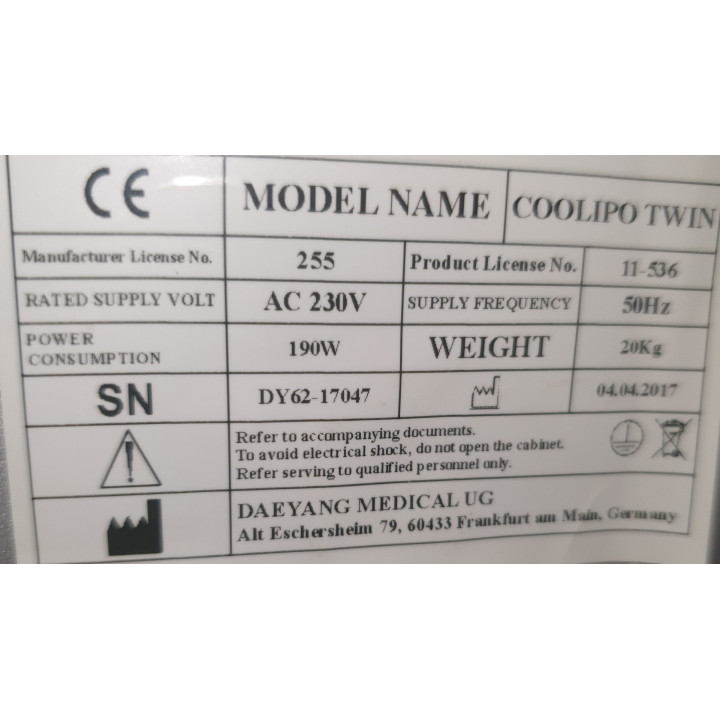 CE
MODEL NAME
COOLIPO TWIN
Manufacturer License No.
255
Product License No.
11-536
RATED SUPPLY VOLT
AC 230V
SUPPLY FREQUENCY
50Hz
POWER
CONSUMPTION
190W
WEIGHT
20Kg
SN
DY62-17047
04.04.2017
Refer to accompanying documents.
To avoid electrical shock, do not open the cabinet.
Refer serving to qualified personnel only.
DAEYANG MEDICAL UG
Alt Eschersheim 79, 60433 Frankfurt am Main, Germany